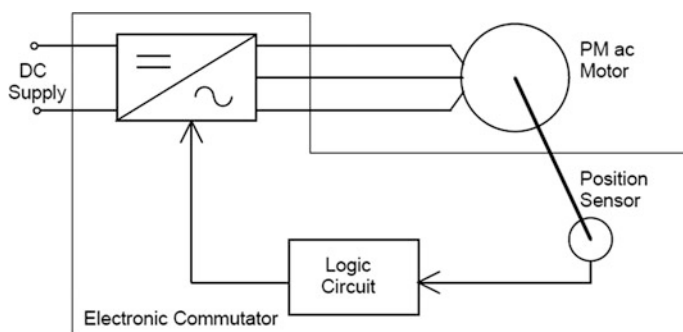 DC
Supply
PM ac
Motor
Position
Sensor
Logic
Circuit
Electronic Commutator